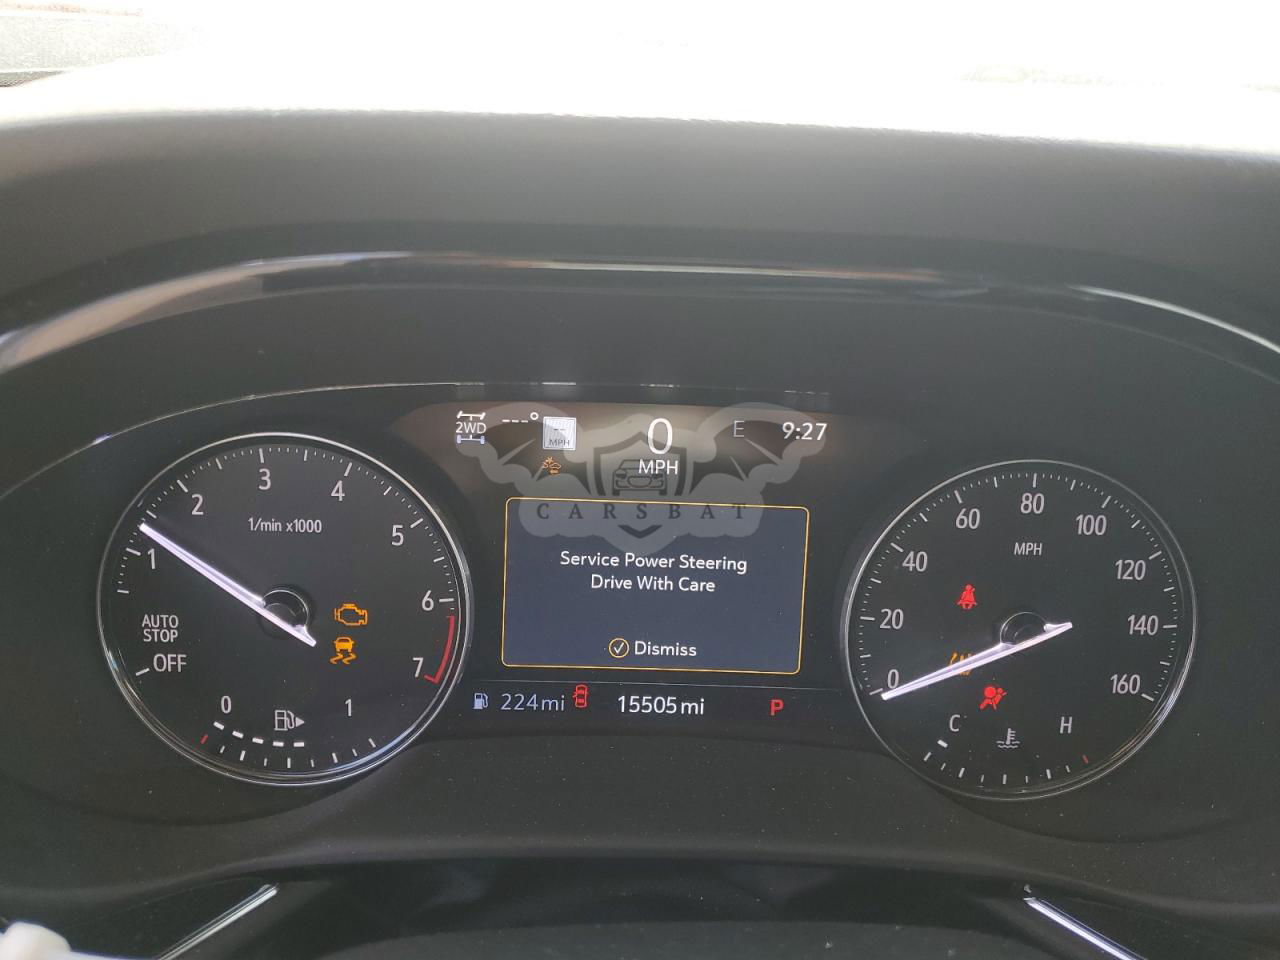 2WD
---°
--
MPH
0
MPH
E
9:27
CARSBAT
Service Power Steering
Drive With Care
Dismiss
224mi
15505mi
P
1/min x1000
1
2
3
4
5
6
7
AUTO
STOP
OFF
0
1
MPH
0
20
40
60
80
100
120
140
160
C
H